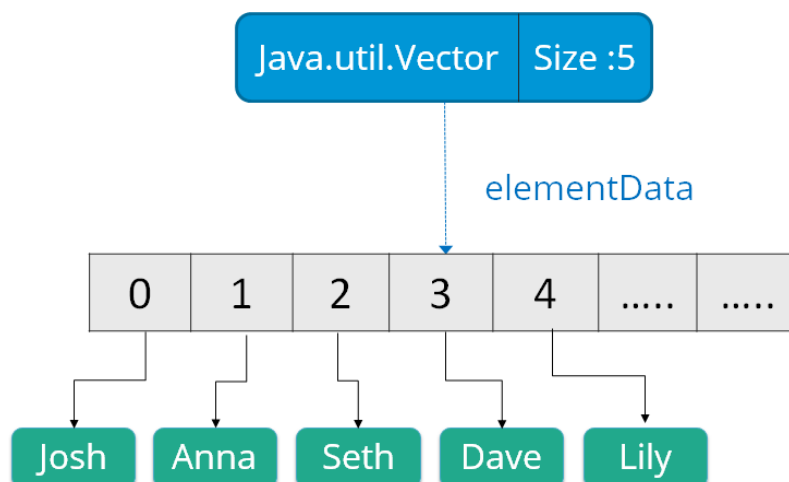 Java.util.Vector Size :5
elementData
0 1 2 3 4 ..... .....
Josh Anna Seth Dave Lily